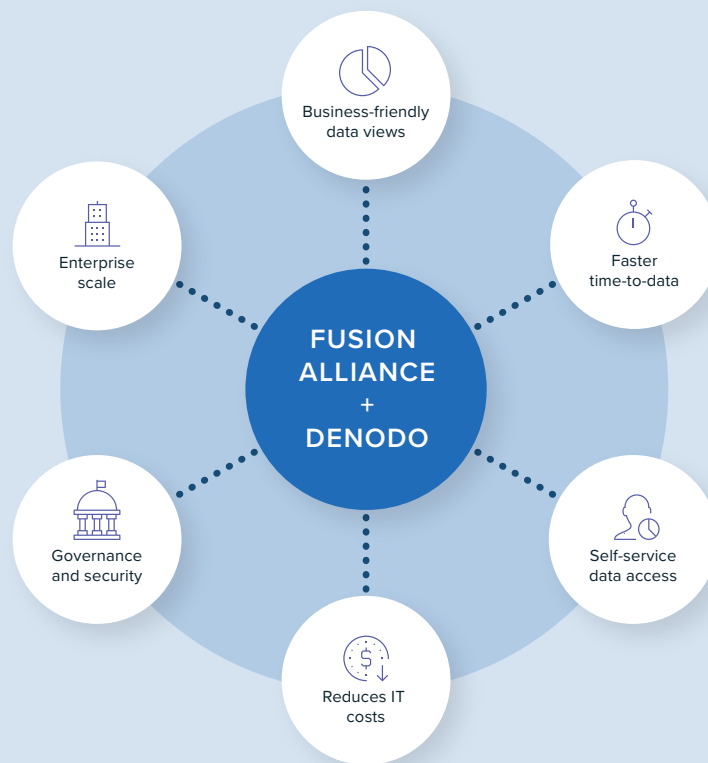 Business-friendly
data views
Enterprise
scale
Faster
time-to-data
FUSION
ALLIANCE
+
DENODO
Governance
and security
Self-service
data access
Reduces IT
costs